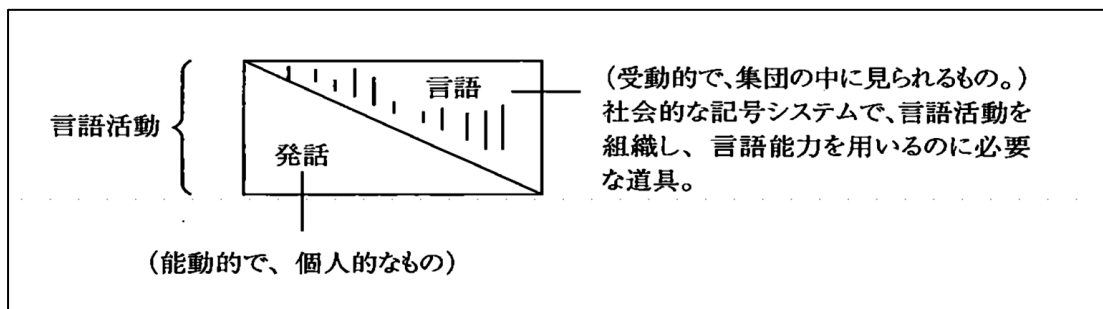 言語活動
発話
言語
（受動的で、集団の中に見られるもの。）
社会的な記号システムで、言語活動を
組織し、言語能力を用いるのに必要
な道具。
（能動的で、個人的なもの）